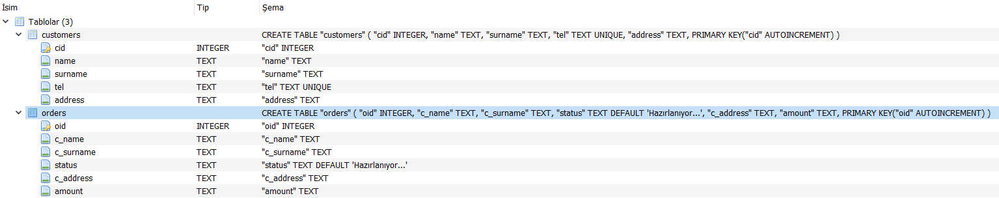 İsim Tip Şema
Tablolar (3)
customers CREATE TABLE "customers" ( "cid" INTEGER, "name" TEXT, "surname" TEXT, "tel" TEXT UNIQUE, "address" TEXT, PRIMARY KEY("cid" AUTOINCREMENT) )
cid INTEGER "cid" INTEGER
name TEXT "name" TEXT
surname TEXT "surname" TEXT
tel TEXT "tel" TEXT UNIQUE
address TEXT "address" TEXT
orders CREATE TABLE "orders" ( "oid" INTEGER, "c_name" TEXT, "c_surname" TEXT, "status" TEXT DEFAULT 'Hazırlanıyor...', "c_address" TEXT, "amount" TEXT, PRIMARY KEY("oid" AUTOINCREMENT) )
oid INTEGER "oid" INTEGER
c_name TEXT "c_name" TEXT
c_surname TEXT "c_surname" TEXT
status TEXT "status" TEXT DEFAULT 'Hazırlanıyor...'
c_address TEXT "c_address" TEXT
amount TEXT "amount" TEXT